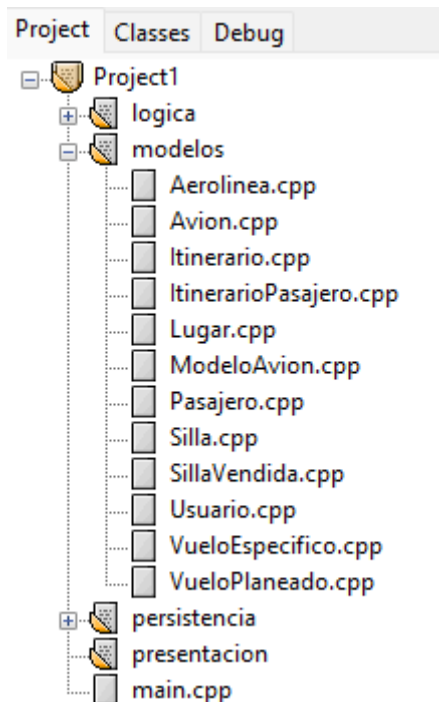 Project Classes Debug
Project1
logica
modelos
Aerolinea.cpp
Avion.cpp
Itinerario.cpp
ItinerarioPasajero.cpp
Lugar.cpp
ModeloAvion.cpp
Pasajero.cpp
Silla.cpp
SillaVendida.cpp
Usuario.cpp
VueloEspecifico.cpp
VueloPlaneado.cpp
persistencia
presentacion
main.cpp